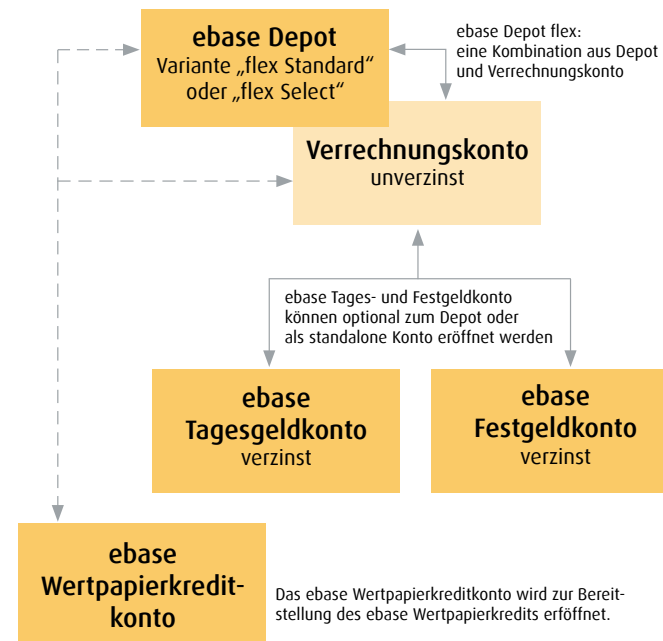 ebase Depot
Variante „flex Standard“
oder „flex Select“
ebase Depot flex:
eine Kombination aus Depot
und Verrechnungskonto
Verrechnungskonto
unverzinst
ebase Tages- und Festgeldkonto
können optional zum Depot oder
als standalone Konto eröffnet werden
ebase
Tagesgeldkonto
verzinst
ebase
Festgeldkonto
verzinst
ebase
Wertpapierkredit-
konto
Das ebase Wertpapierkreditkonto wird zur Bereit-
stellung des ebase Wertpapierkredits eröffnet.